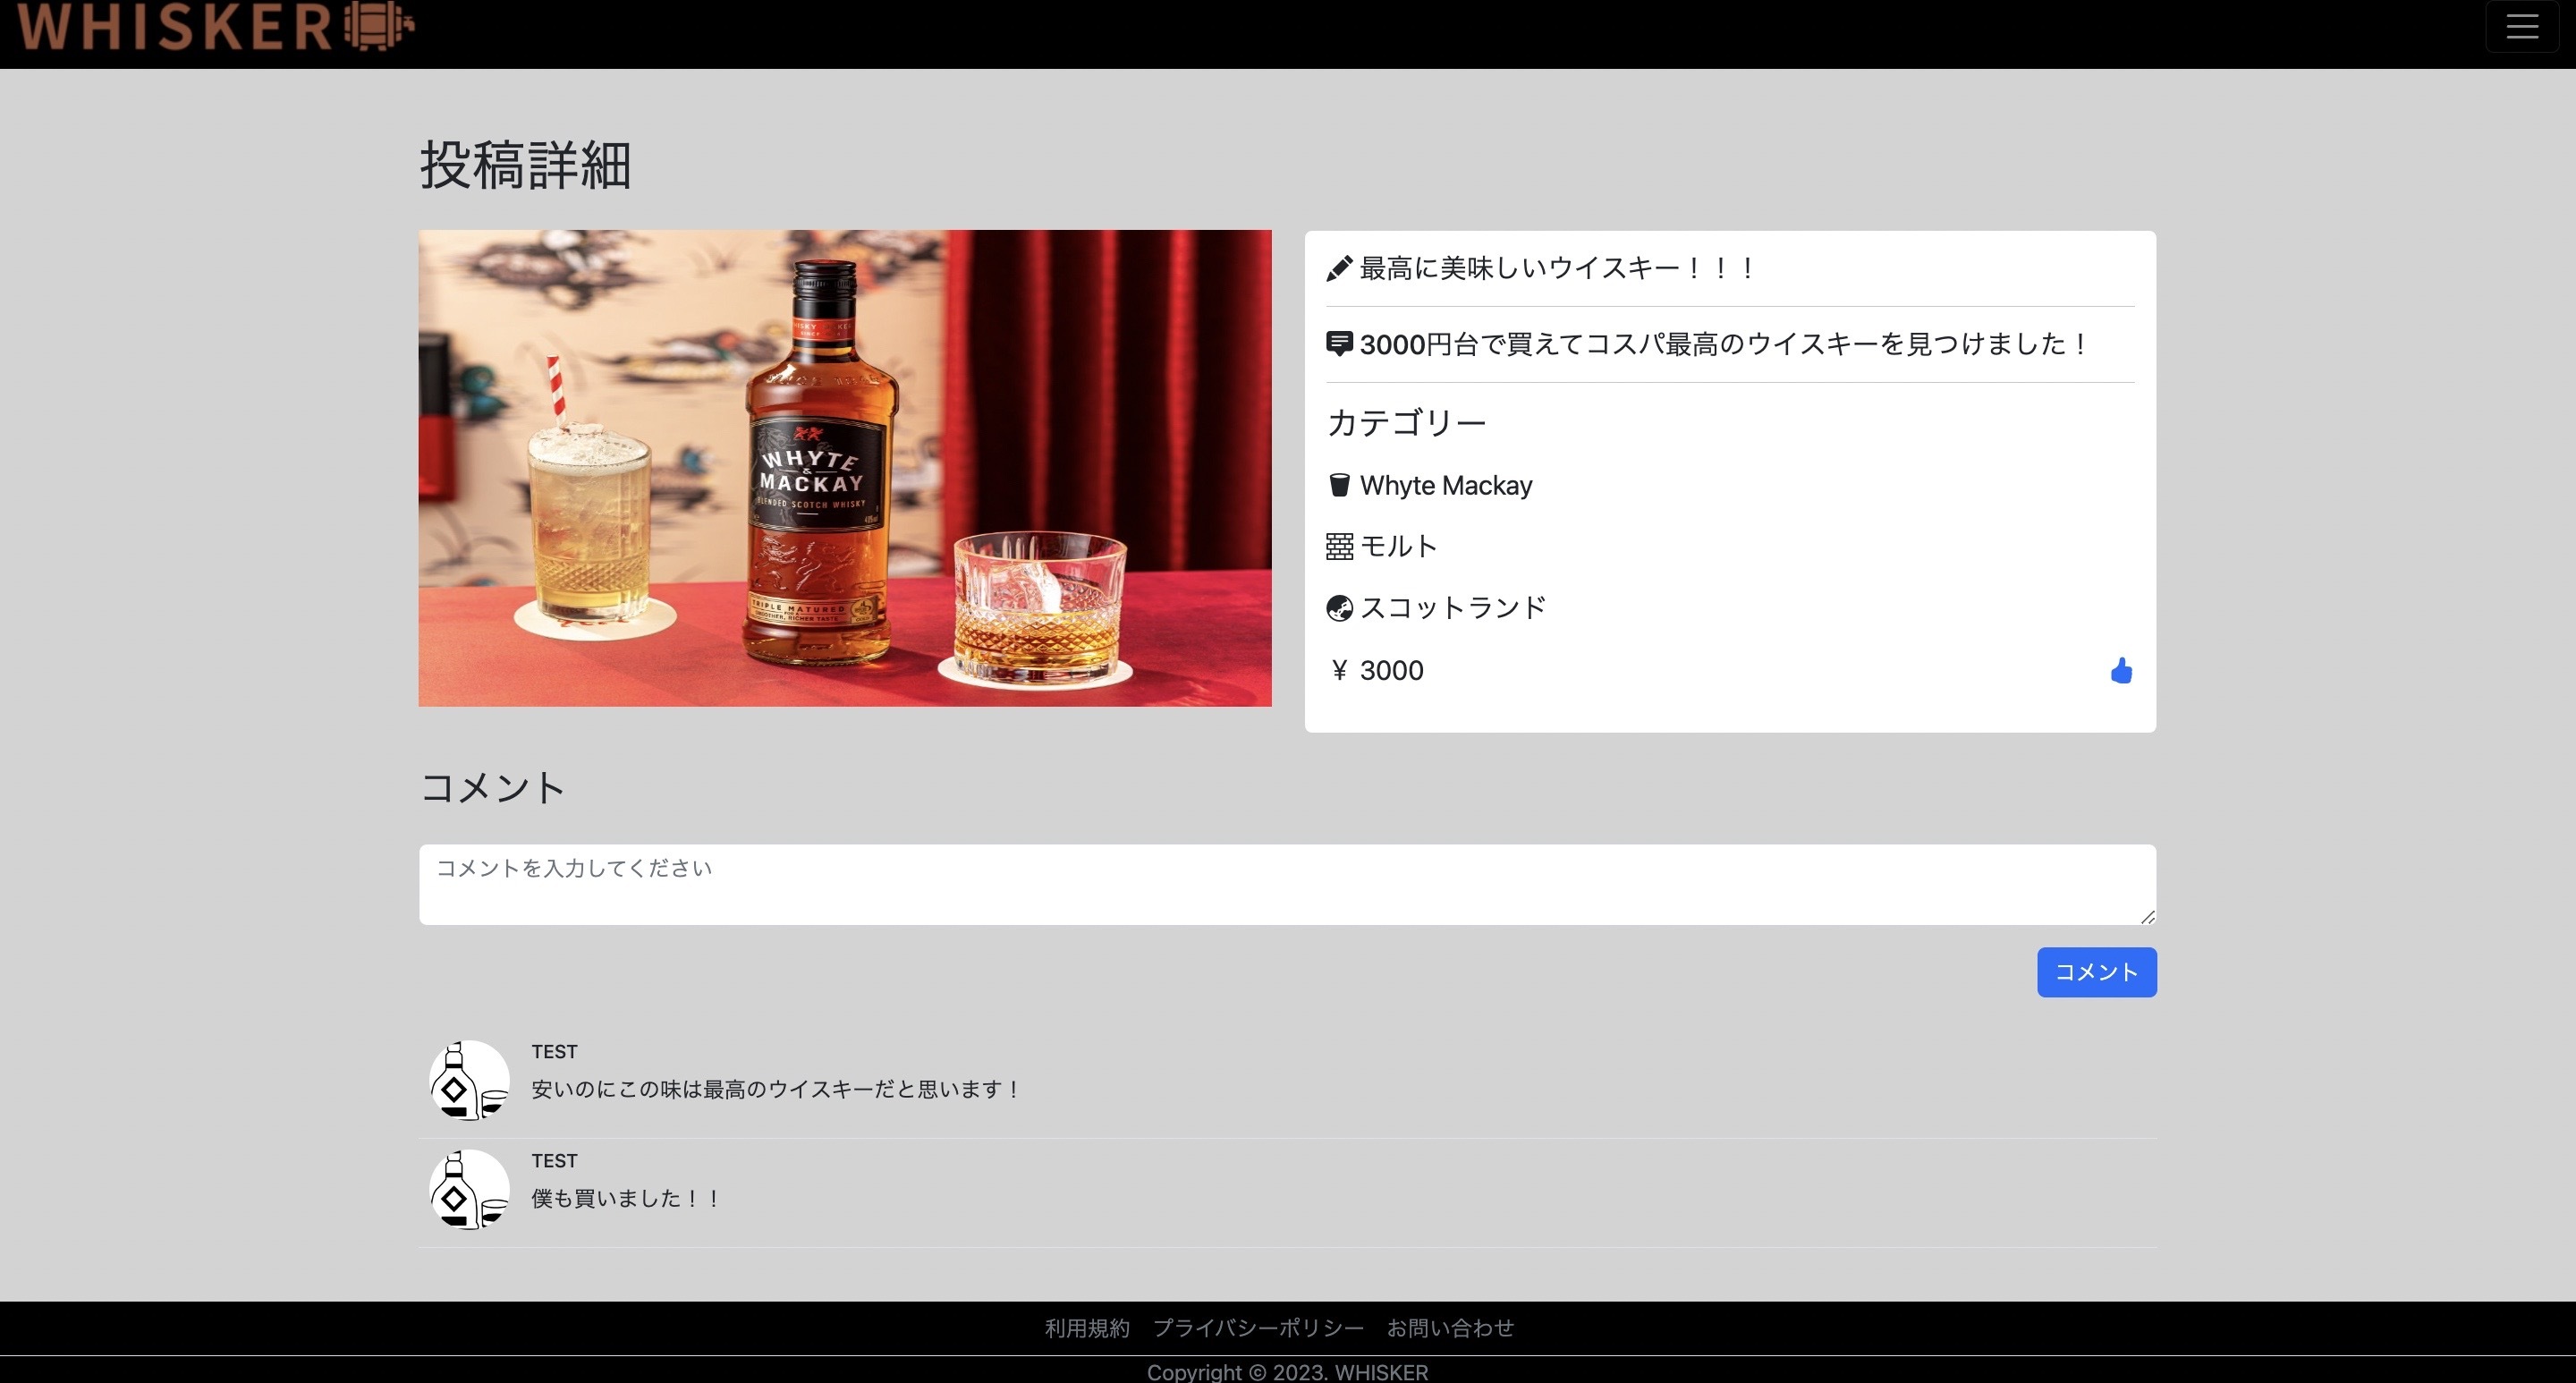 WHISKER
投稿詳細
WHYTE
&
MACKAY
BLENDED SCOTCH WHISKY
TRIPLE MATURED
SMOOTHER, RICHER TASTE
最高に美味しいウイスキー！！！
3000円台で買えてコスパ最高のウイスキーを見つけました！
カテゴリー
Whyte Mackay
モルト
スコットランド
¥ 3000
コメント
コメントを入力してください
コメント
TEST
安いのにこの味は最高のウイスキーだと思います！
TEST
僕も買いました！！
利用規約 プライバシーポリシー お問い合わせ
Copyright © 2023. WHISKER